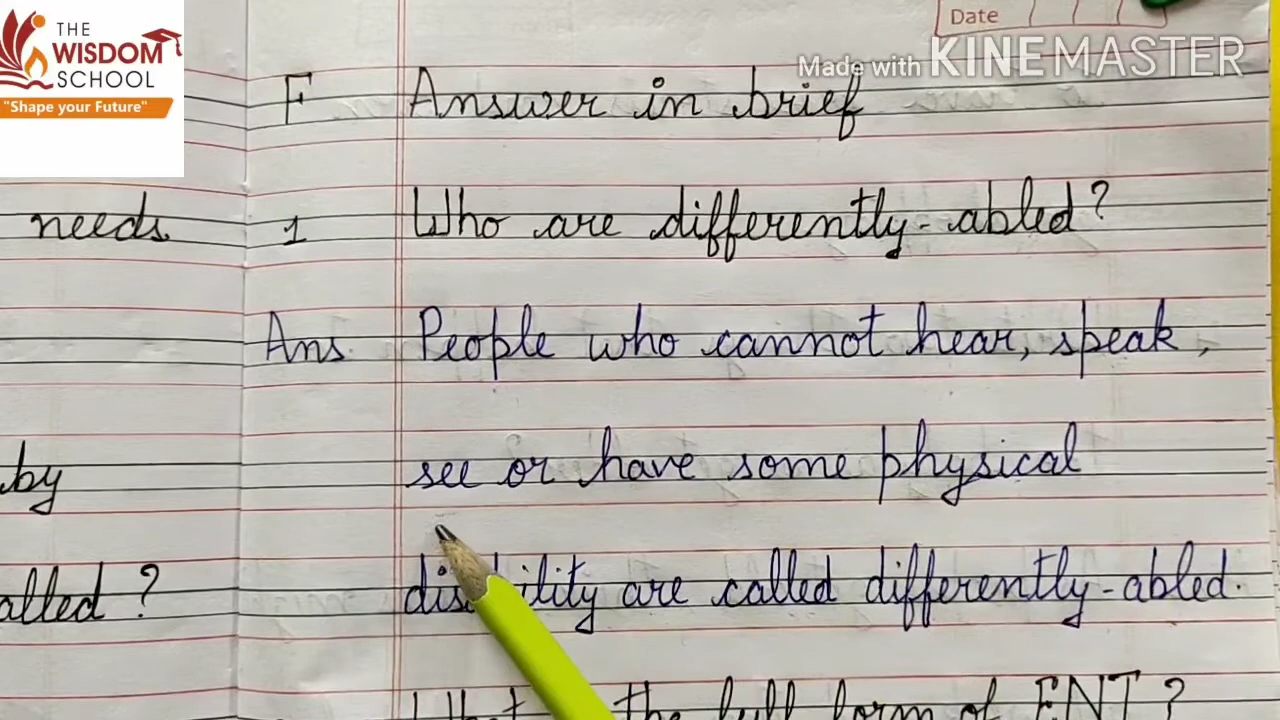 THE
WISDOM
SCHOOL
"Shape your Future"
Date
Made with KINEMASTER
F Answer in brief
needs 1 Who are differently-abled?
Ans People who cannot hear, speak,
by see or have some physical
disability are called differently-abled.
alled?
the full form of ENT?